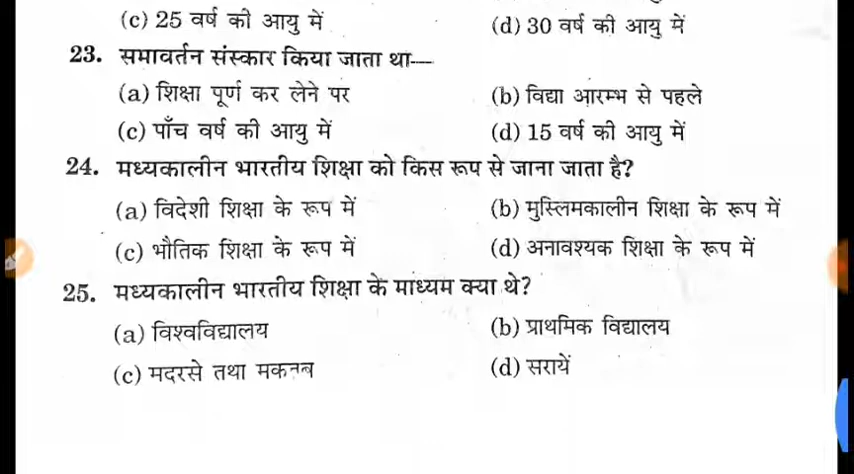 (c) 25 वर्ष की आयु में (d) 30 वर्ष की आयु में
23. समावर्तन संस्कार किया जाता था—
(a) शिक्षा पूर्ण कर लेने पर (b) विद्या आरम्भ से पहले
(c) पाँच वर्ष की आयु में (d) 15 वर्ष की आयु में
24. मध्यकालीन भारतीय शिक्षा को किस रूप से जाना जाता है?
(a) विदेशी शिक्षा के रूप में (b) मुस्लिमकालीन शिक्षा के रूप में
(c) भौतिक शिक्षा के रूप में (d) अनावश्यक शिक्षा के रूप में
25. मध्यकालीन भारतीय शिक्षा के माध्यम क्या थे?
(a) विश्वविद्यालय (b) प्राथमिक विद्यालय
(c) मदरसे तथा मकतब (d) सरायें